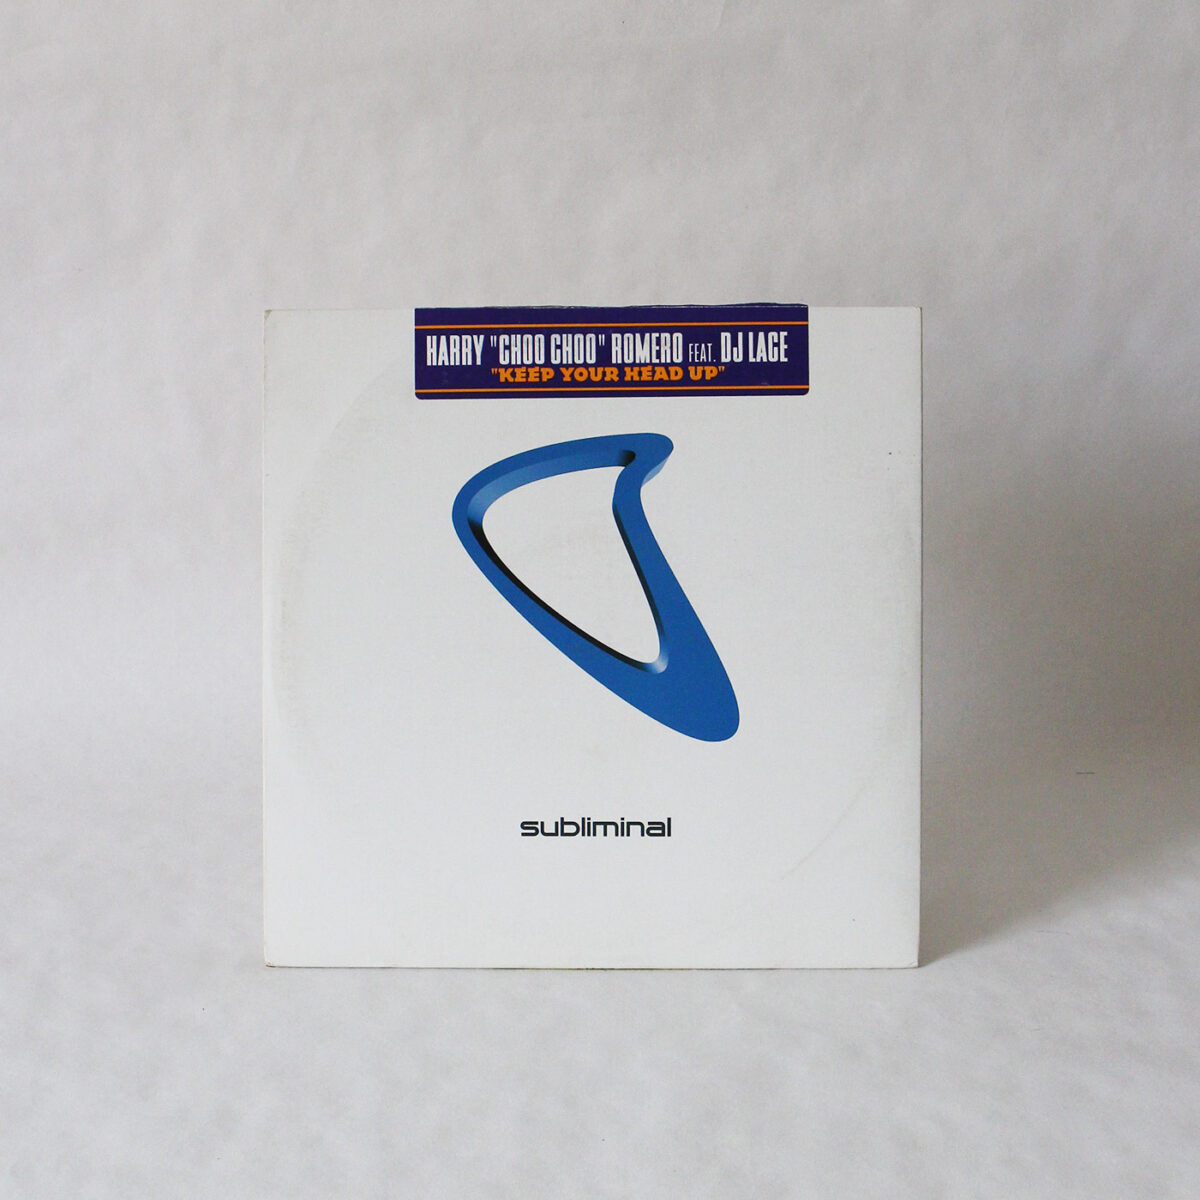 HARRY "CHOO CHOO" ROMERO FEAT. DJ LACE
"KEEP YOUR HEAD UP"
subliminal